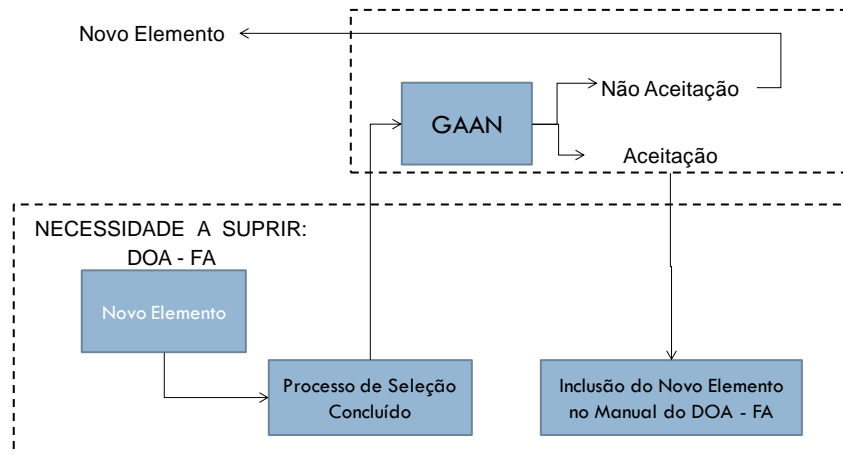 Novo Elemento
Não Aceitação
GAAN
Aceitação
NECESSIDADE A SUPRIR:
DOA - FA
Novo Elemento
Processo de Seleção
Concluído
Inclusão do Novo Elemento
no Manual do DOA - FA